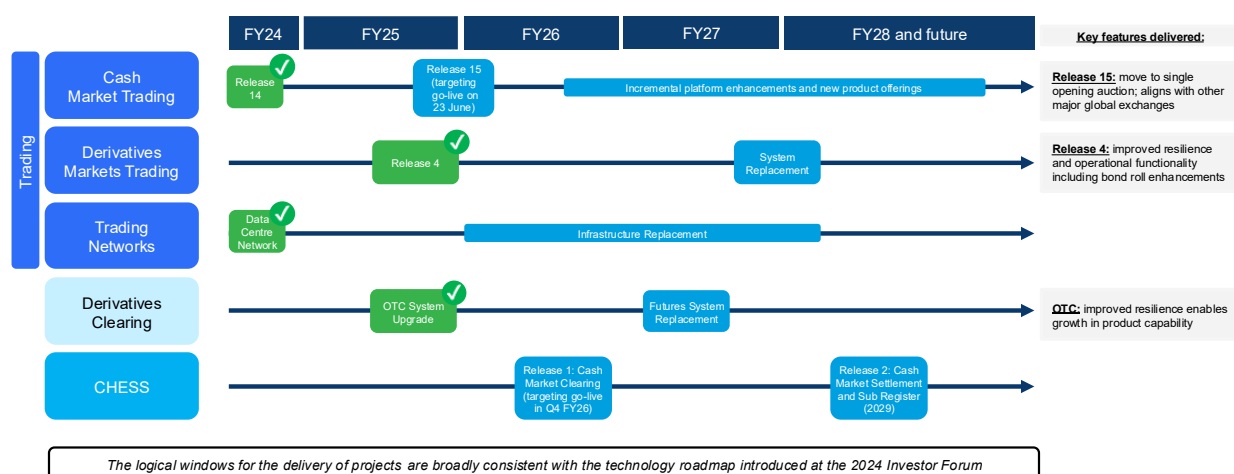 FY24
FY25
FY26
FY27
FY28 and future
Key features delivered:
Trading
Cash
Market Trading
Release
14
Release 15
(targeting
go-live on
23 June)
Incremental platform enhancements and new product offerings
Release 15: move to single
opening auction; aligns with other
major global exchanges
Derivatives
Markets Trading
Release 4
System
Replacement
Release 4: improved resilience
and operational functionality
including bond roll enhancements
Trading
Networks
Data
Centre
Network
Infrastructure Replacement
Derivatives
Clearing
OTC System
Upgrade
Futures System
Replacement
OTC: improved resilience enables
growth in product capability
CHESS
Release 1: Cash
Market Clearing
(targeting go-live
in Q4 FY26)
Release 2: Cash
Market Settlement
and Sub Register
(2029)
The logical windows for the delivery of projects are broadly consistent with the technology roadmap introduced at the 2024 Investor Forum